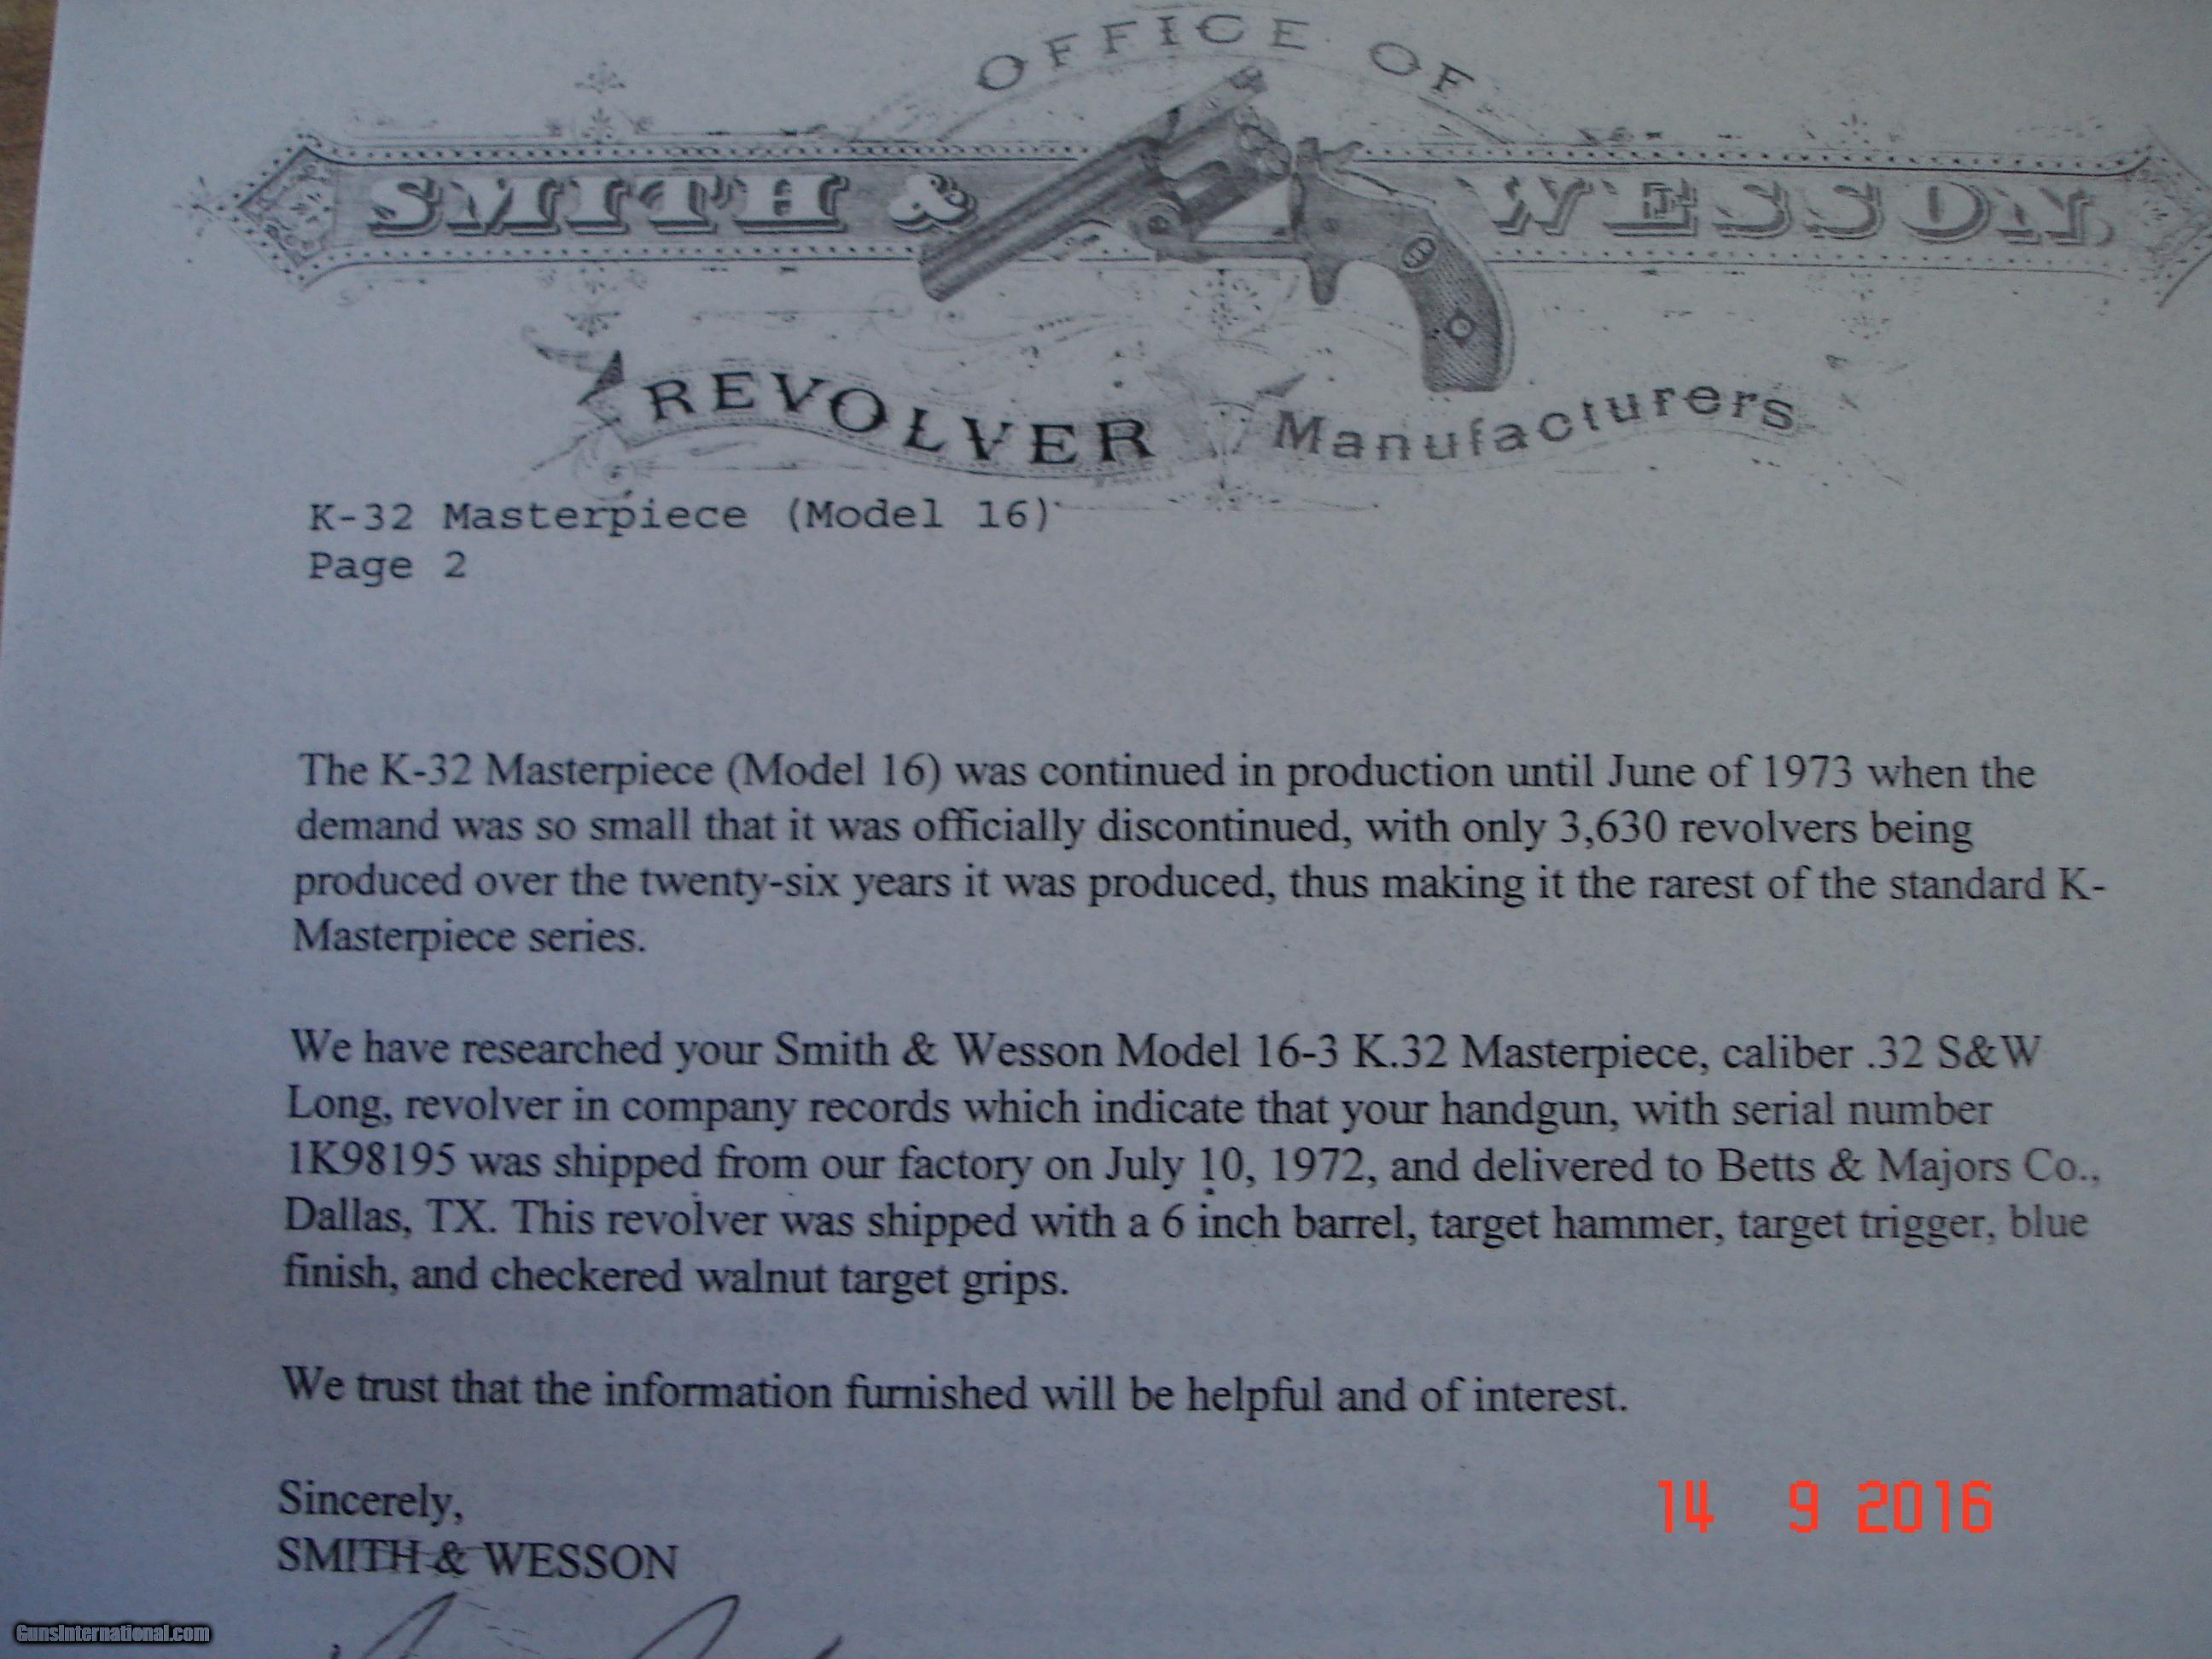 OFFICE OF
SMITH & WESSON,
REVOLVER Manufacturers
K-32 Masterpiece (Model 16)
Page 2
The K-32 Masterpiece (Model 16) was continued in production until June of 1973 when the
demand was so small that it was officially discontinued, with only 3,630 revolvers being
produced over the twenty-six years it was produced, thus making it the rarest of the standard K-
Masterpiece series.
We have researched your Smith & Wesson Model 16-3 K.32 Masterpiece, caliber .32 S&W
Long, revolver in company records which indicate that your handgun, with serial number
1K98195 was shipped from our factory on July 10, 1972, and delivered to Betts & Majors Co.,
Dallas, TX. This revolver was shipped with a 6 inch barrel, target hammer, target trigger, blue
finish, and checkered walnut target grips.
We trust that the information furnished will be helpful and of interest.
Sincerely,
SMITH & WESSON
14 9 2016
GunsInternational.com